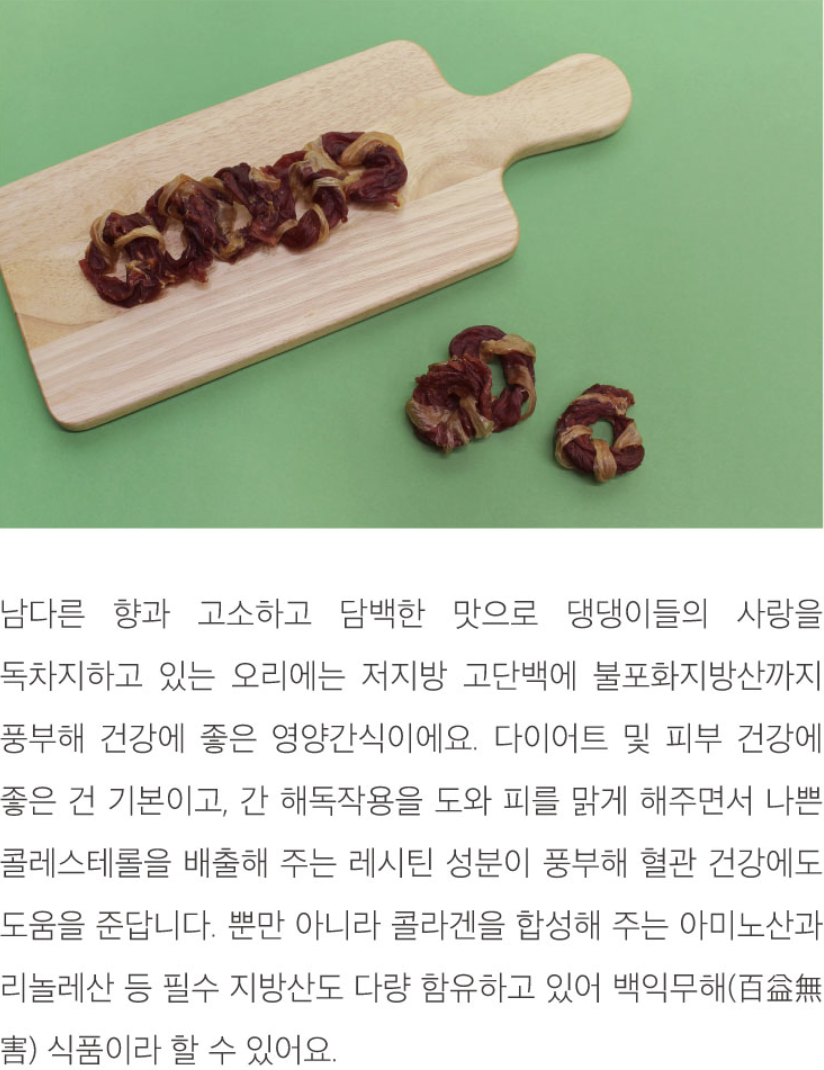 남다른 향과 고소하고 담백한 맛으로 댕댕이들의 사랑을
독차지하고 있는 오리에는 저지방 고단백에 불포화지방산까지
풍부해 건강에 좋은 영양간식이에요. 다이어트 및 피부 건강에
좋은 건 기본이고, 간 해독작용을 도와 피를 맑게 해주면서 나쁜
콜레스테롤을 배출해 주는 레시틴 성분이 풍부해 혈관 건강에도
도움을 준답니다. 뿐만 아니라 콜라겐을 합성해 주는 아미노산과
리놀레산 등 필수 지방산도 다량 함유하고 있어 백익무해(百益無
害) 식품이라 할 수 있어요.